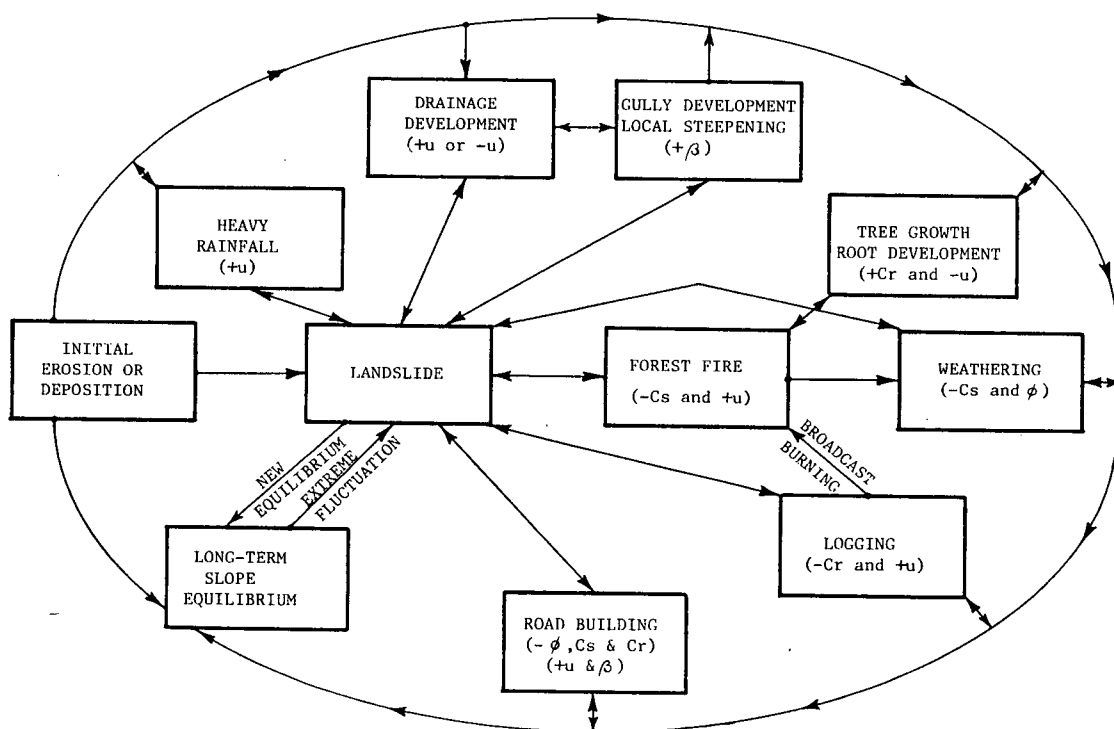 DRAINAGE
DEVELOPMENT
(+u or -u)
GULLY DEVELOPMENT
LOCAL STEEPENING
(+β)
HEAVY
RAINFALL
(+u)
TREE GROWTH
ROOT DEVELOPMENT
(+Cr and -u)
INITIAL
EROSION OR
DEPOSITION
LANDSLIDE
FOREST FIRE
(-Cs and +u)
WEATHERING
(-Cs and ϕ)
NEW
EQUILIBRIUM
EXTREME
FLUCTUATION
BROADCAST
BURNING
LONG-TERM
SLOPE
EQUILIBRIUM
LOGGING
(-Cr and +u)
ROAD BUILDING
(-ϕ,Cs & Cr)
(+u &β)